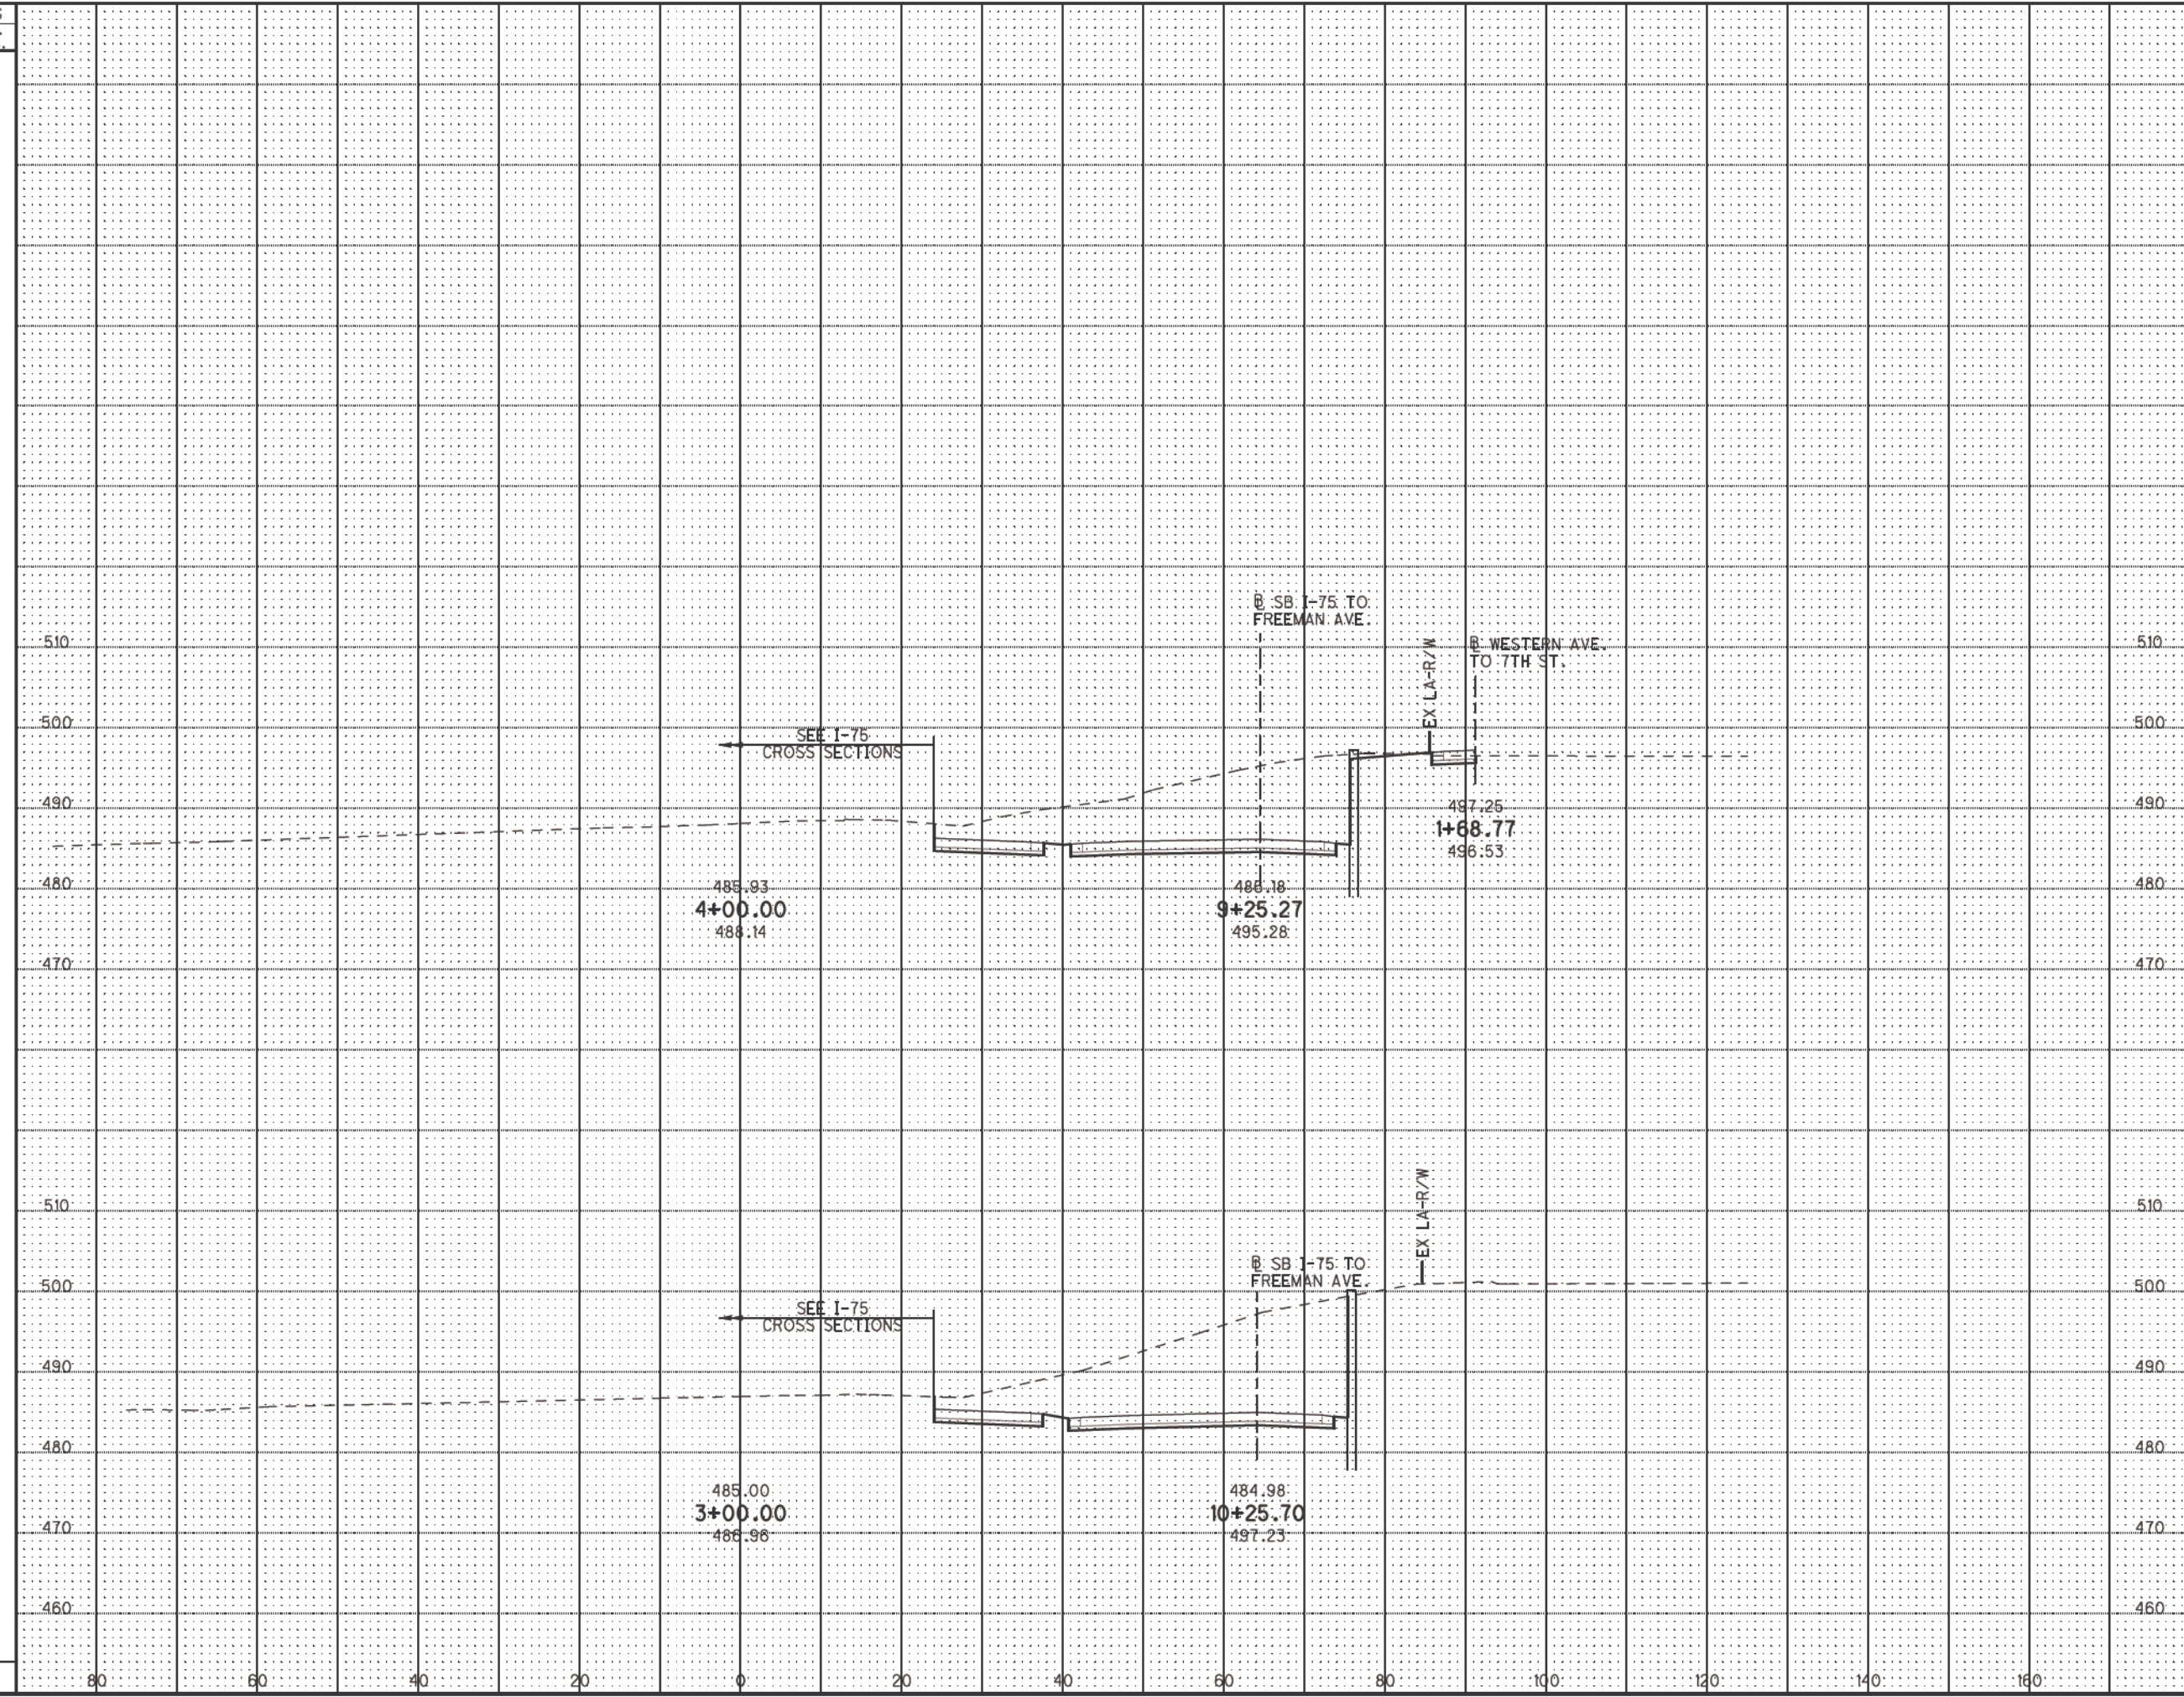 B SB I-75 TO
FREEMAN AVE.
510
EX LA-R/W
B WESTERN AVE.
TO 7TH ST.
510
500
SEE I-75
CROSS SECTIONS
500
490
497.25
1+68.77
496.53
490
480
485.93
4+00.00
488.14
486.18
9+25.27
495.28
480
470
470
510
EX LA-R/W
510
B SB I-75 TO
FREEMAN AVE.
500
SEE I-75
CROSS SECTIONS
500
490
490
480
480
485.00
3+00.00
486.96
484.98
10+25.70
497.23
470
470
460
460
80 60 40 20 0 20 40 60 80 100 120 140 160